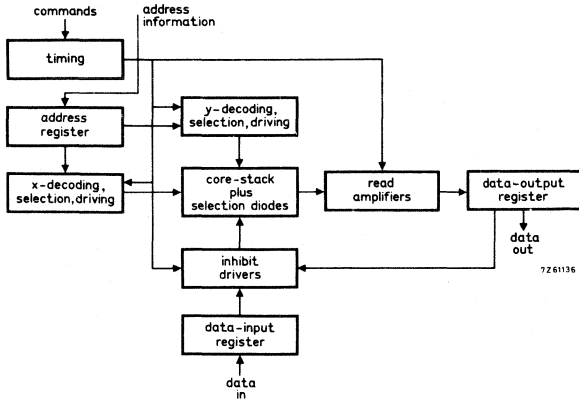 commands
address
information
timing
address
register
y-decoding,
selection,driving
x-decoding,
selection,driving
core-stack
plus
selection diodes
read
amplifiers
data-output
register
data
out
inhibit
drivers
7Z61136
data-input
register
data
in